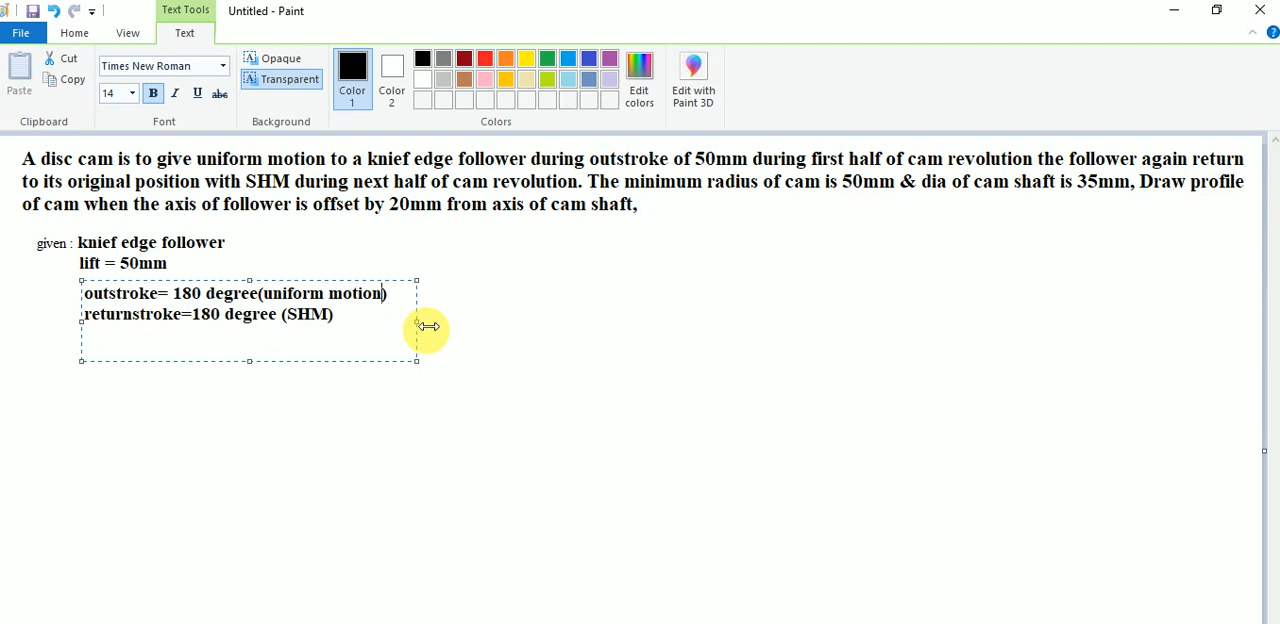 Text Tools
Untitled - Paint
File
Home
View
Text
Paste
Cut
Copy
Clipboard
Times New Roman
14
B I U abc
Font
Opaque
Transparent
Background
Color 1
Color 2
Edit colors
Colors
Edit with Paint 3D
A disc cam is to give uniform motion to a knief edge follower during outstroke of 50mm during first half of cam revolution the follower again return
to its original position with SHM during next half of cam revolution. The minimum radius of cam is 50mm & dia of cam shaft is 35mm, Draw profile
of cam when the axis of follower is offset by 20mm from axis of cam shaft,
given : knief edge follower
lift = 50mm
outstroke= 180 degree(uniform motion)
returnstroke=180 degree (SHM)